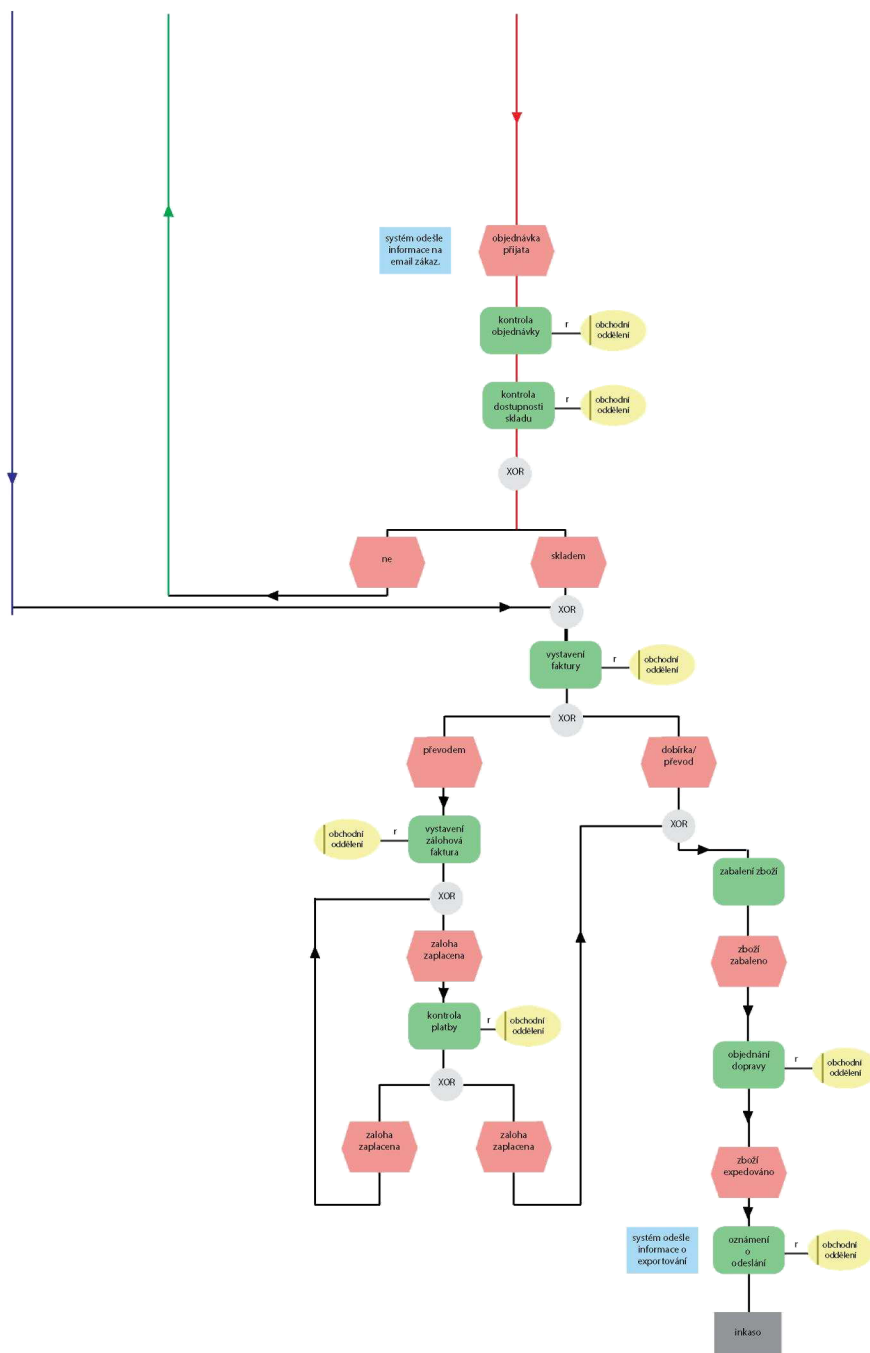 systém odešle
informace na
email zákaz.
objednávka
přijata
kontrola
objednávky
r
obchodní
oddělení
kontrola
dostupnosti
skladu
r
obchodní
oddělení
XOR
ne
skladem
XOR
vystavení
faktury
r
obchodní
oddělení
XOR
převodem
dobírka/
převod
obchodní
oddělení
r
vystavení
zálohová
faktura
XOR
zabalení zboží
XOR
zaloha
zaplacena
zboží
zabaleno
kontrola
platby
r
obchodní
oddělení
objednání
dopravy
r
obchodní
oddělení
XOR
zaloha
zaplacena
zaloha
zaplacena
zboží
expedováno
systém odešle
informace o
exportování
oznámení
o
odeslání
r
obchodní
oddělení
inkaso